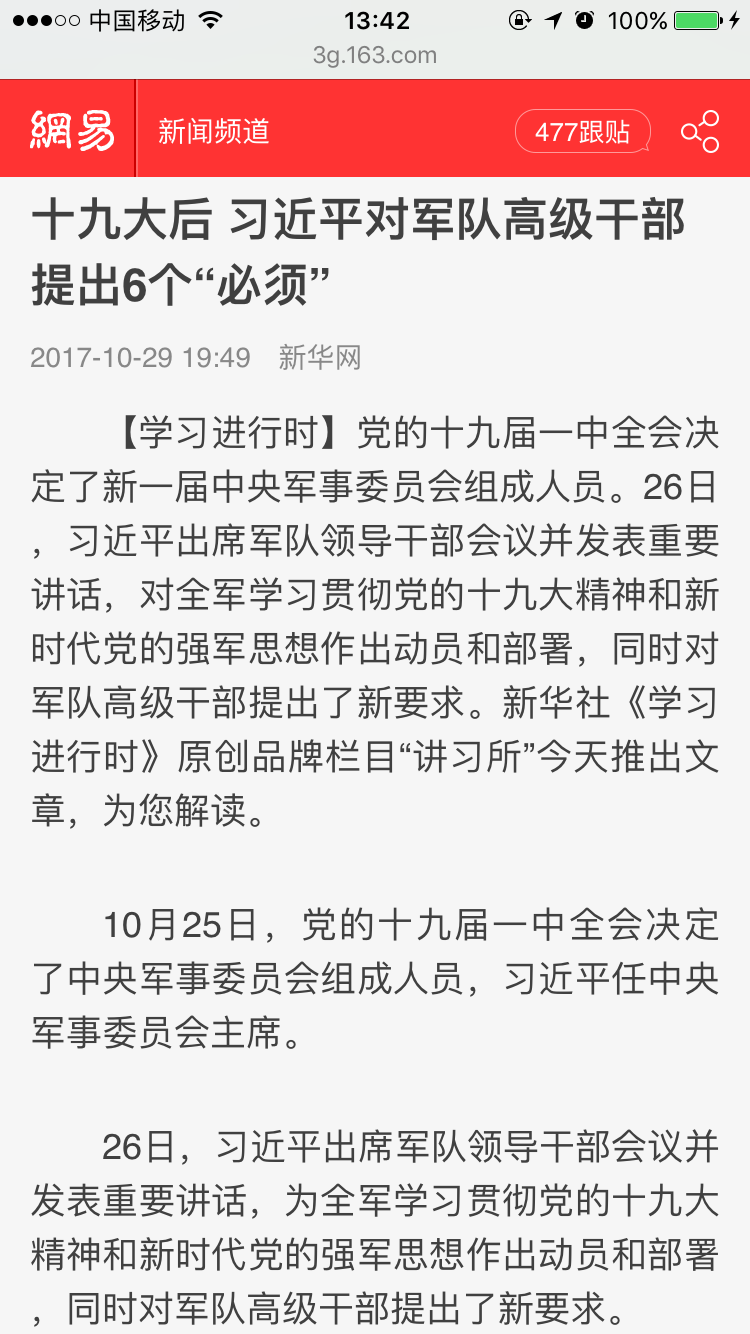 中国移动 13:42 100%
3g.163.com
網易 新闻频道 477跟贴
十九大后 习近平对军队高级干部
提出6个“必须”
2017-10-29 19:49 新华网
【学习进行时】党的十九届一中全会决
定了新一届中央军事委员会组成人员。26日
，习近平出席军队领导干部会议并发表重要
讲话，对全军学习贯彻党的十九大精神和新
时代党的强军思想作出动员和部署，同时对
军队高级干部提出了新要求。新华社《学习
进行时》原创品牌栏目“讲习所”今天推出文
章，为您解读。
10月25日，党的十九届一中全会决定
了中央军事委员会组成人员，习近平任中央
军事委员会主席。
26日，习近平出席军队领导干部会议并
发表重要讲话，为全军学习贯彻党的十九大
精神和新时代党的强军思想作出动员和部署
，同时对军队高级干部提出了新要求。